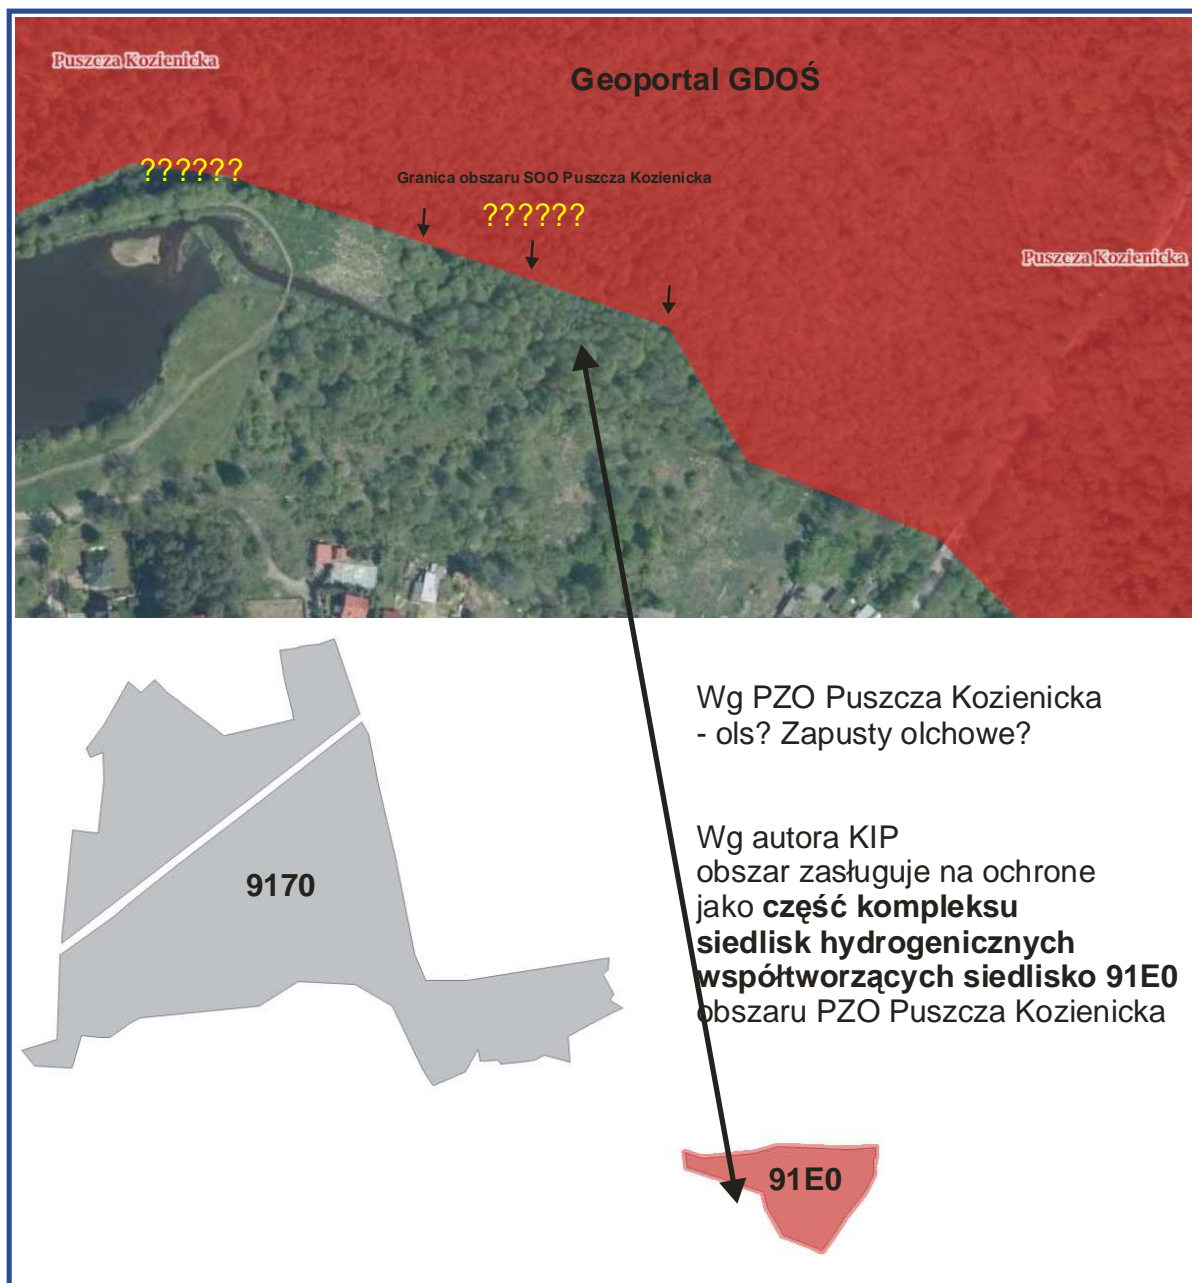 Puszcza Kozienicka
Geoportal GDOŚ
??????
Granica obszaru SOO Puszcza Kozienicka
??????
Puszcza Kozienicka
Wg PZO Puszcza Kozienicka
- ols? Zapusty olchowe?
Wg autora KIP
obszar zasługuje na ochrone
jako część kompleksu
siedlisk hydrogenicznych
współtworzących siedlisko 91E0
obszaru PZO Puszcza Kozienicka
9170
91E0